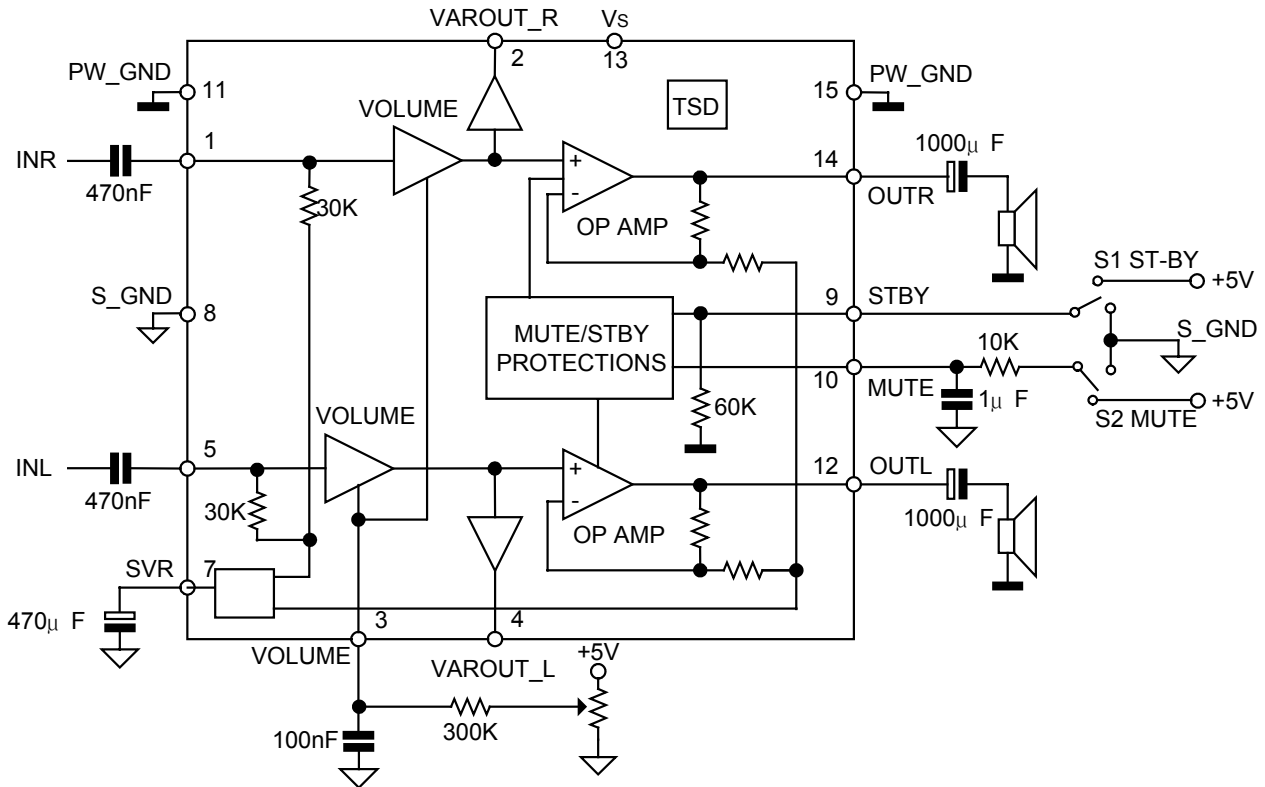 VAROUT_R
Vs
2
13
PW_GND
11
TSD
15
PW_GND
VOLUME
1
INR
470nF
30K
+
-
OP AMP
14
OUTR
1000μ F
S1 ST-BY
+5V
S_GND
8
MUTE/STBY
PROTECTIONS
9
STBY
S_GND
10K
10
MUTE
1μ F
+5V
S2 MUTE
60K
VOLUME
5
INL
470nF
30K
+
-
OP AMP
12
OUTL
1000μ F
SVR
7
470μ F
3
4
VOLUME
VAROUT_L
+5V
300K
100nF